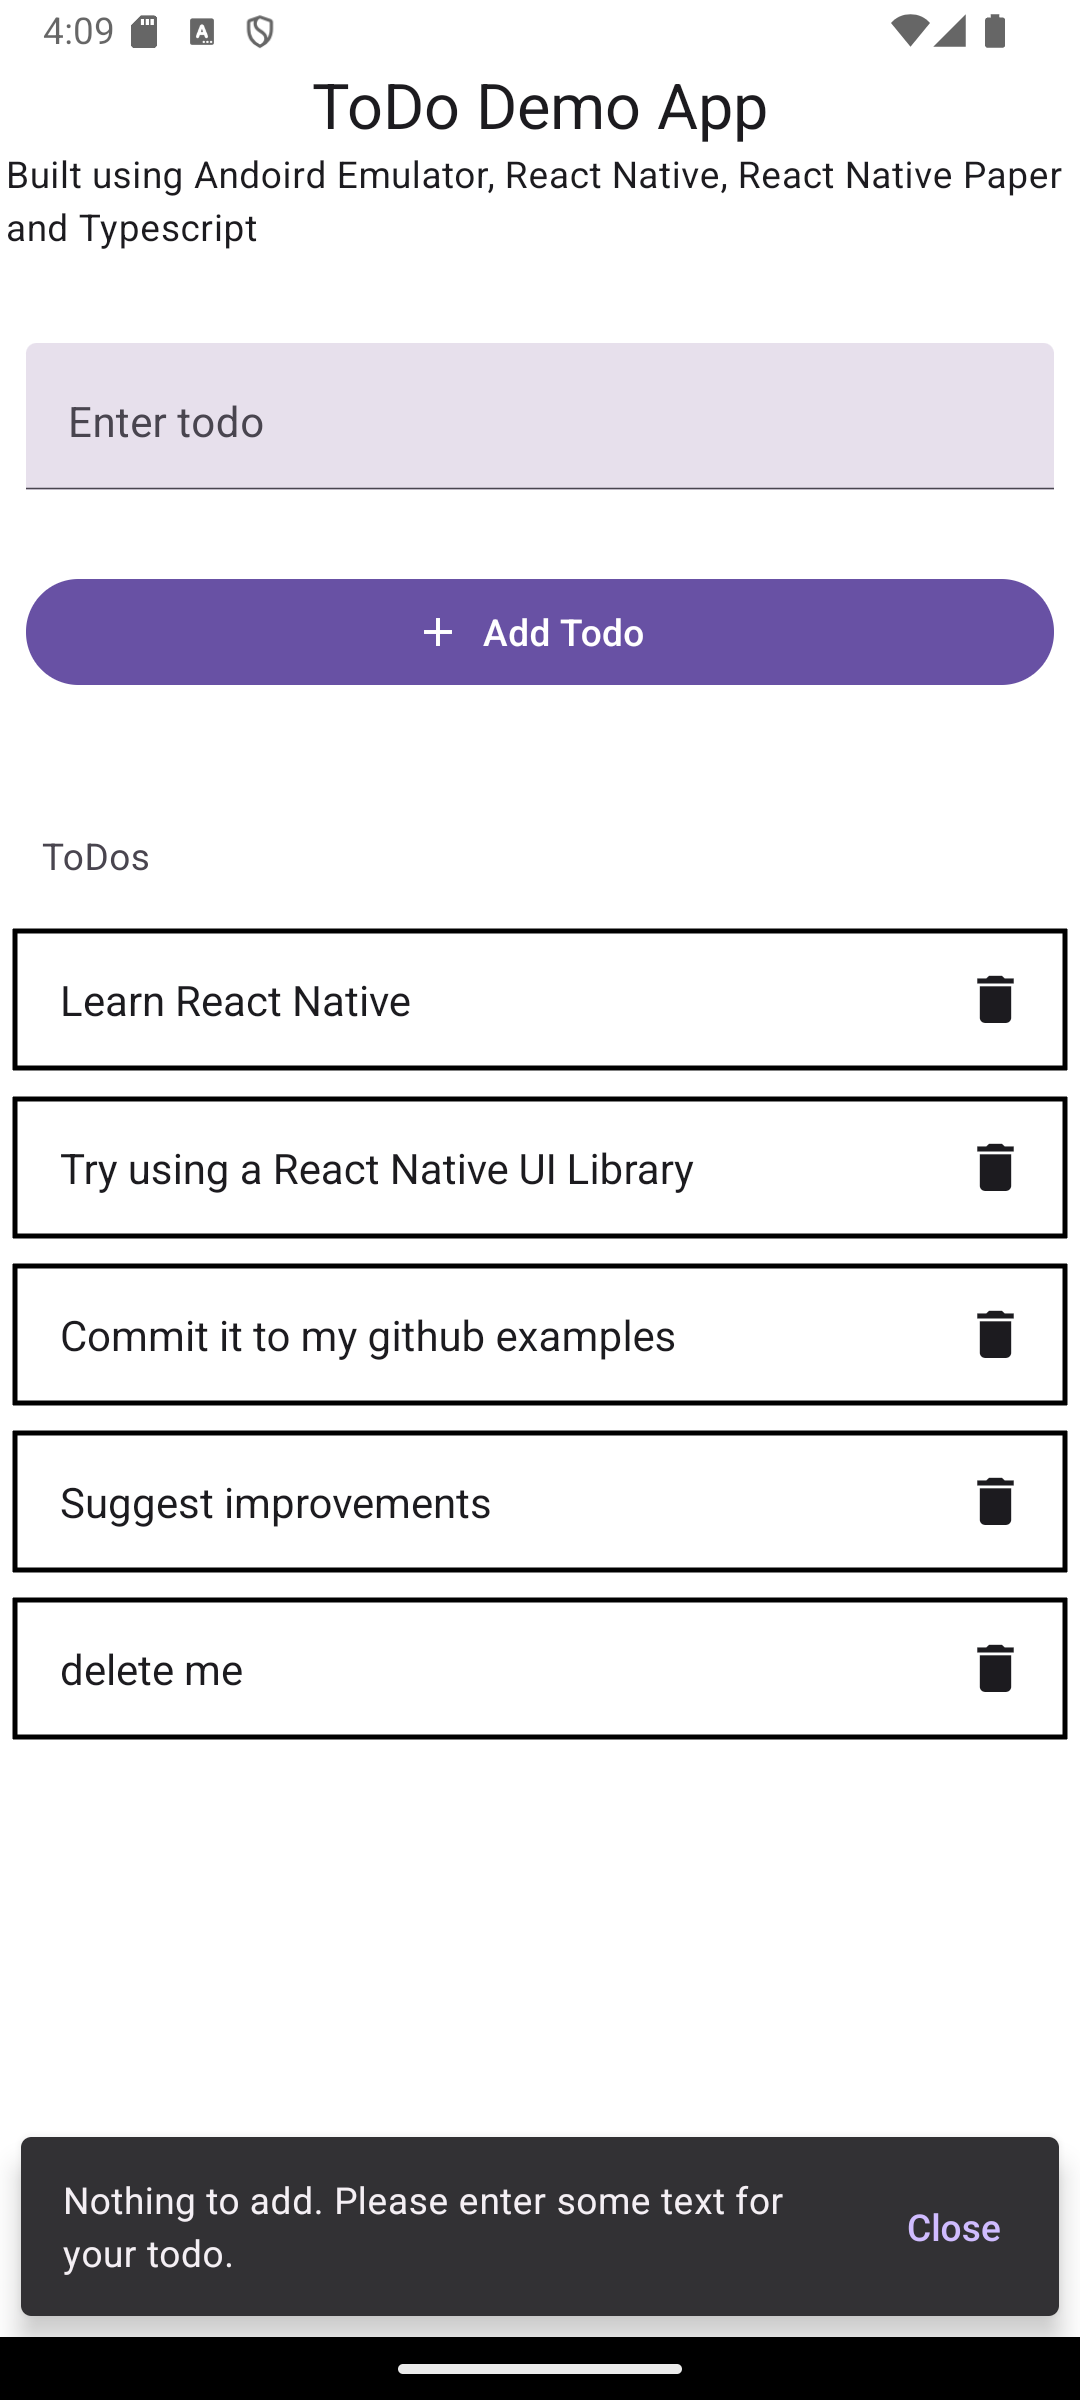 4:09
ToDo Demo App
Built using Andoird Emulator, React Native, React Native Paper
and Typescript
Enter todo
+ Add Todo
ToDos
Learn React Native
Try using a React Native UI Library
Commit it to my github examples
Suggest improvements
delete me
Nothing to add. Please enter some text for
your todo.
Close